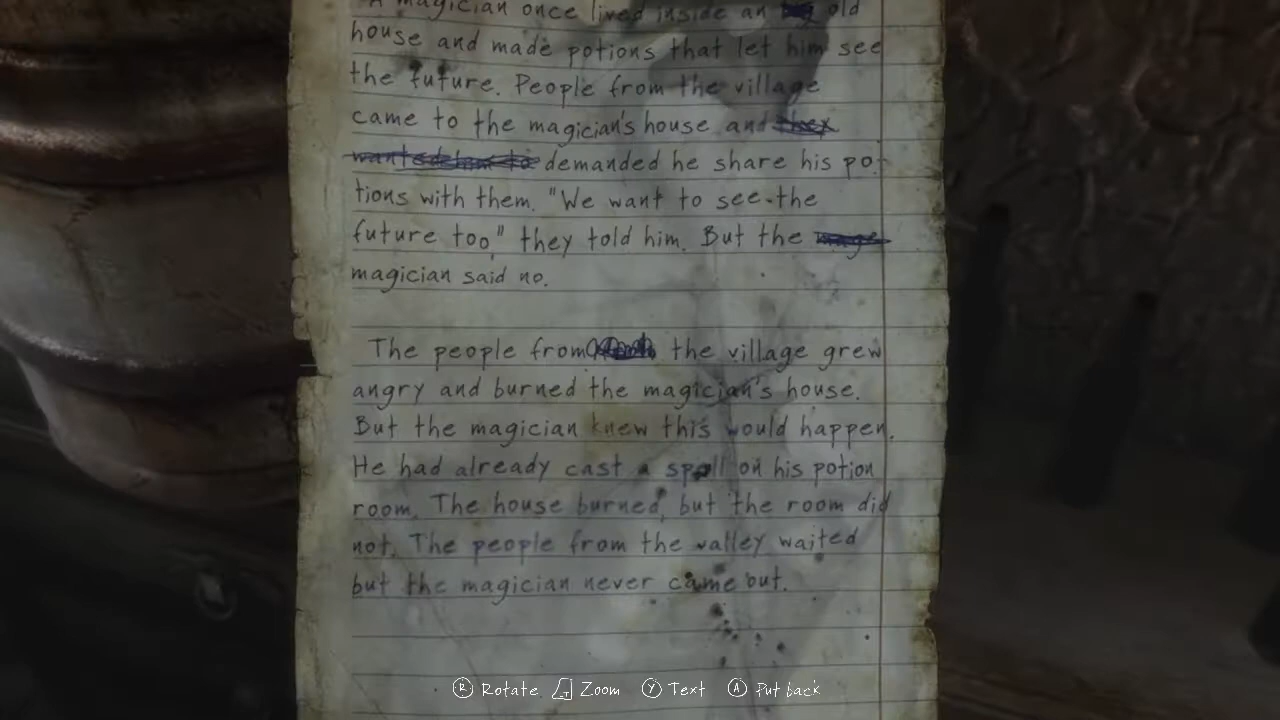 A magician once lived inside an old
house and made potions that let him see
the future. People from the village
came to the magician's house and they
wanted him to demanded he share his po-
tions with them. "We want to see the
future too," they told him. But the mage
magician said no.
The people from the village grew
angry and burned the magician's house.
But the magician knew this would happen.
He had already cast a spell on his potion
room. The house burned, but the room did
not. The people from the valley waited
but the magician never came out.
R Rotate Zoom Y Text A Put back